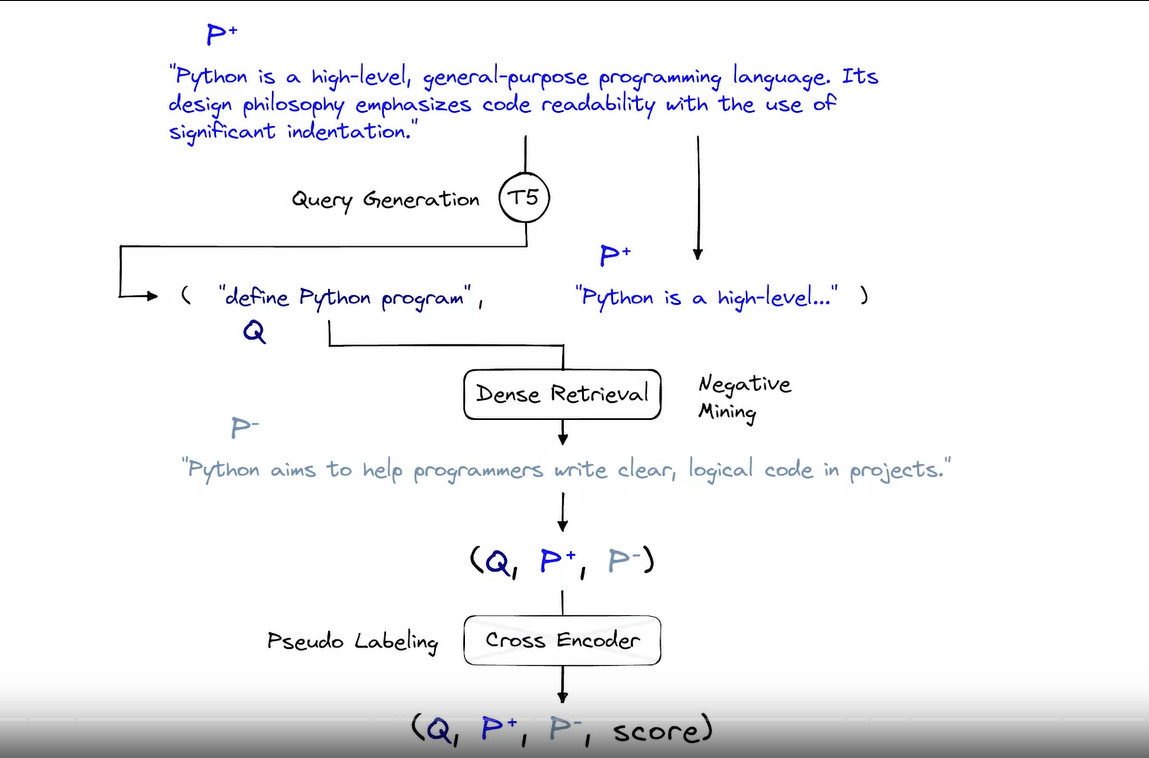 P+
"Python is a high-level, general-purpose programming language. Its
design philosophy emphasizes code readability with the use of
significant indentation."
Query Generation
T5
P+
( "define Python program", "Python is a high-level..." )
Q
Dense Retrieval
Negative
Mining
P-
"Python aims to help programmers write clear, logical code in projects."
(Q, P+, P-)
Pseudo Labeling
Cross Encoder
(Q, P+, P-, score)